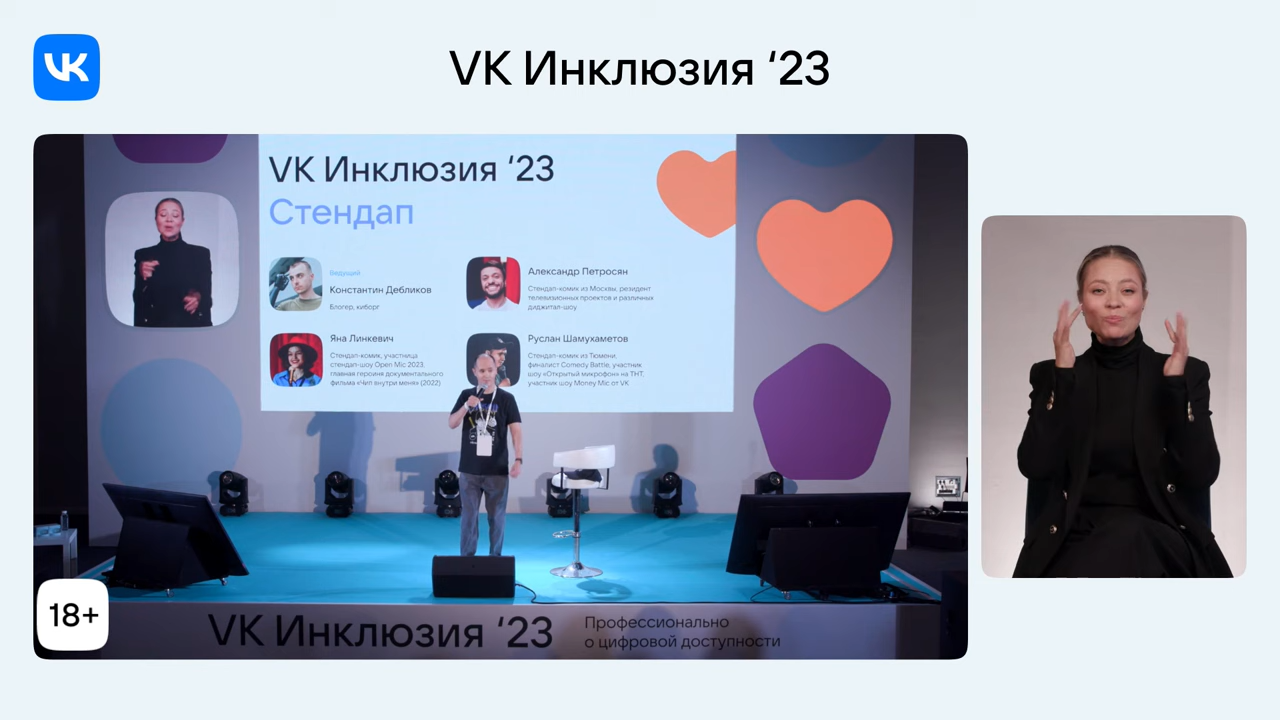 VK
VK Инклюзия ‘23
VK Инклюзия ‘23
Стендап
Ведущий
Константин Дебликов
Блогер, киборг
Александр Петросян
Стендап-комик из Москвы, резидент
телевизионных проектов и различных
диджитал-шоу
Яна Линкевич
Стендап-комик, участница
стендап-шоу Open Mic 2023,
главная героиня документального
фильма «Чип внутри меня» (2022)
Руслан Шамухаметов
Стендап-комик из Тюмени,
финалист Comedy Battle, участник
шоу «Открытый микрофон» на ТНТ,
участник шоу Money Mic от VK
18+
VK Инклюзия ‘23
Профессионально
о цифровой доступности